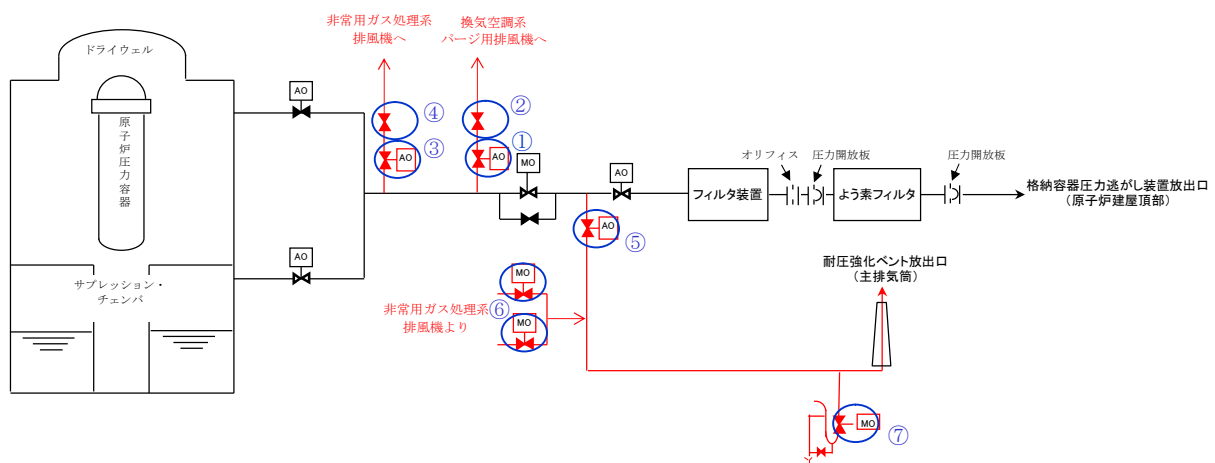 非常用ガス処理系
排風機へ
換気空調系
パージ用排風機へ
ドライウェル
AO
④
②
原子炉圧力容器
③
AO
①
AO
MO
AO
オリフィス
圧力開放板
圧力開放板
フィルタ装置
よう素フィルタ
格納容器圧力逃がし装置放出口
(原子炉建屋頂部)
AO
⑤
AO
サプレッション・
チェンバ
MO
非常用ガス処理系
排風機より
⑥
MO
耐圧強化ベント放出口
(主排気筒)
MO
⑦